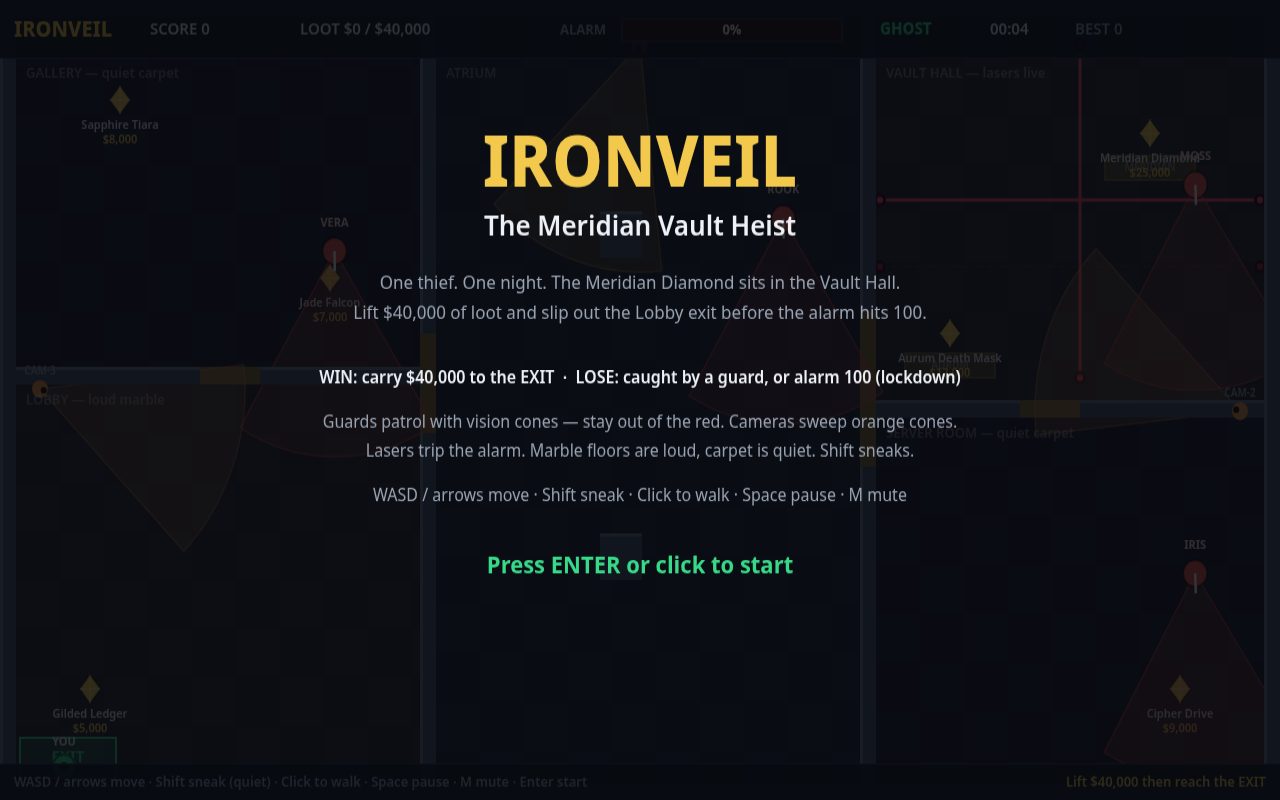 IRONVEIL
SCORE 0
LOOT $0 / $40,000
ALARM
0%
GHOST
00:04
BEST 0
GALLERY — quiet carpet
ATRIUM
VAULT HALL — lasers live
Sapphire Tiara
$8,000
Meridian Diamond
$25,000
MOSS
IRONVEIL
ROOK
The Meridian Vault Heist
VERA
One thief. One night. The Meridian Diamond sits in the Vault Hall.
Jade Falcon
$7,000
Lift $40,000 of loot and slip out the Lobby exit before the alarm hits 100.
Aurum Death Mask
CAM-3
WIN: carry $40,000 to the EXIT · LOSE: caught by a guard, or alarm 100 (lockdown)
CAM-2
LOBBY — loud marble
Guards patrol with vision cones — stay out of the red. Cameras sweep orange cones.
SERVER ROOM — quiet carpet
Lasers trip the alarm. Marble floors are loud, carpet is quiet. Shift sneaks.
WASD / arrows move · Shift sneak · Click to walk · Space pause · M mute
IRIS
Press ENTER or click to start
Gilded Ledger
$5,000
Cipher Drive
$9,000
YOU
EXIT
WASD / arrows move · Shift sneak (quiet) · Click to walk · Space pause · M mute · Enter start
Lift $40,000 then reach the EXIT